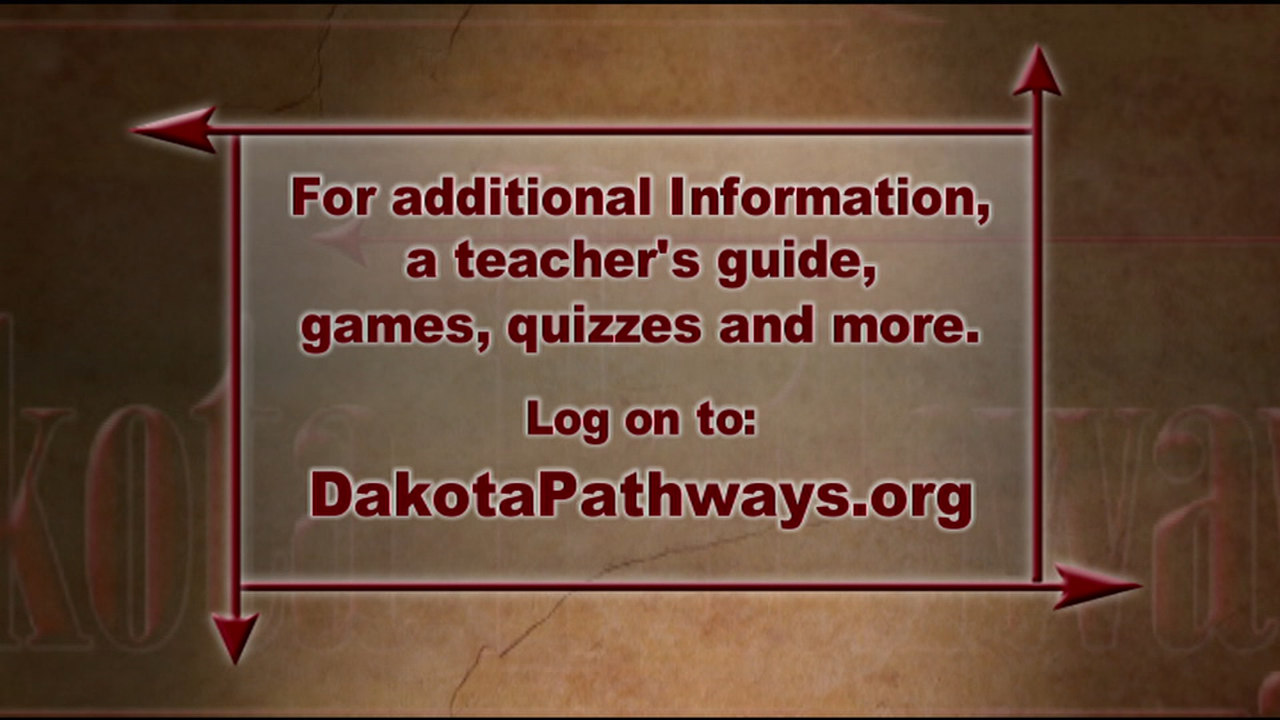 For additional Information,
a teacher's guide,
games, quizzes and more.
Log on to:
DakotaPathways.org